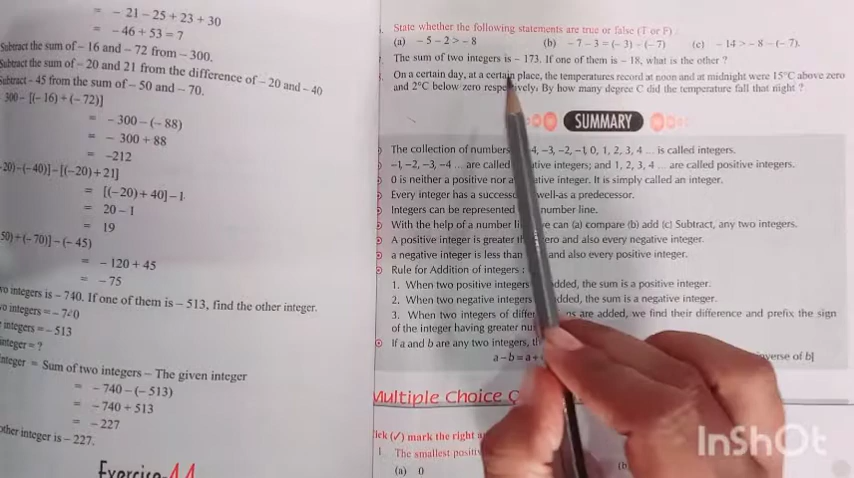 = − 21 − 25 + 23 + 30
= − 46 + 53 = 7
Subtract the sum of − 16 and − 72 from − 300.
Subtract the sum of − 20 and 21 from the difference of − 20 and − 40
Subtract − 45 from the sum of − 50 and − 70.
300 − [(− 16) + (− 72)]
= − 300 − (− 88)
= − 300 + 88
= −212
20) − (− 40)] − [(− 20) + 21]
= [(− 20) + 40] − 1
= 20 − 1
= 19
50) + (− 70)] − (− 45)
= − 120 + 45
= − 75
integers is − 740. If one of them is − 513, find the other integer.
integers = − 740
integers = − 513
integer = ?
integer = Sum of two integers − The given integer
= − 740 − (− 513)
= − 740 + 513
= − 227
other integer is − 227.
State whether the following statements are true or false (T or F) :
(a) − 5 − 2 > − 8 (b) − 7 − 3 = (− 3) − (− 7) (c) − 14 > − 8 − (− 7).
The sum of two integers is − 173. If one of them is − 18, what is the other ?
On a certain day, at a certain place, the temperatures record at noon and at midnight were 15°C above zero
and 2°C below zero respectively. By how many degree C did the temperature fall that night ?
SUMMARY
The collection of numbers 4, −3, −2, −1, 0, 1, 2, 3, 4 ... is called integers.
−1, −2, −3, −4 ... are called integers; and 1, 2, 3, 4 ... are called positive integers.
0 is neither a positive nor a integer. It is simply called an integer.
Every integer has a well-as a predecessor.
Integers can be represented number line.
With the help of a number can (a) compare (b) add (c) Subtract, any two integers.
A positive integer is greater and also every negative integer.
a negative integer is less than and also every positive integer.
Rule for Addition of integers :
1. When two positive integers added, the sum is a positive integer.
2. When two negative integers added, the sum is a negative integer.
3. When two integers of are added, we find their difference and prefix the sign
of the integer having greater
If a and b are any two integers,
a − b = a + of b]
Multiple Choice
mark the right
1 The smallest
(a) 0 (b)
InShOt